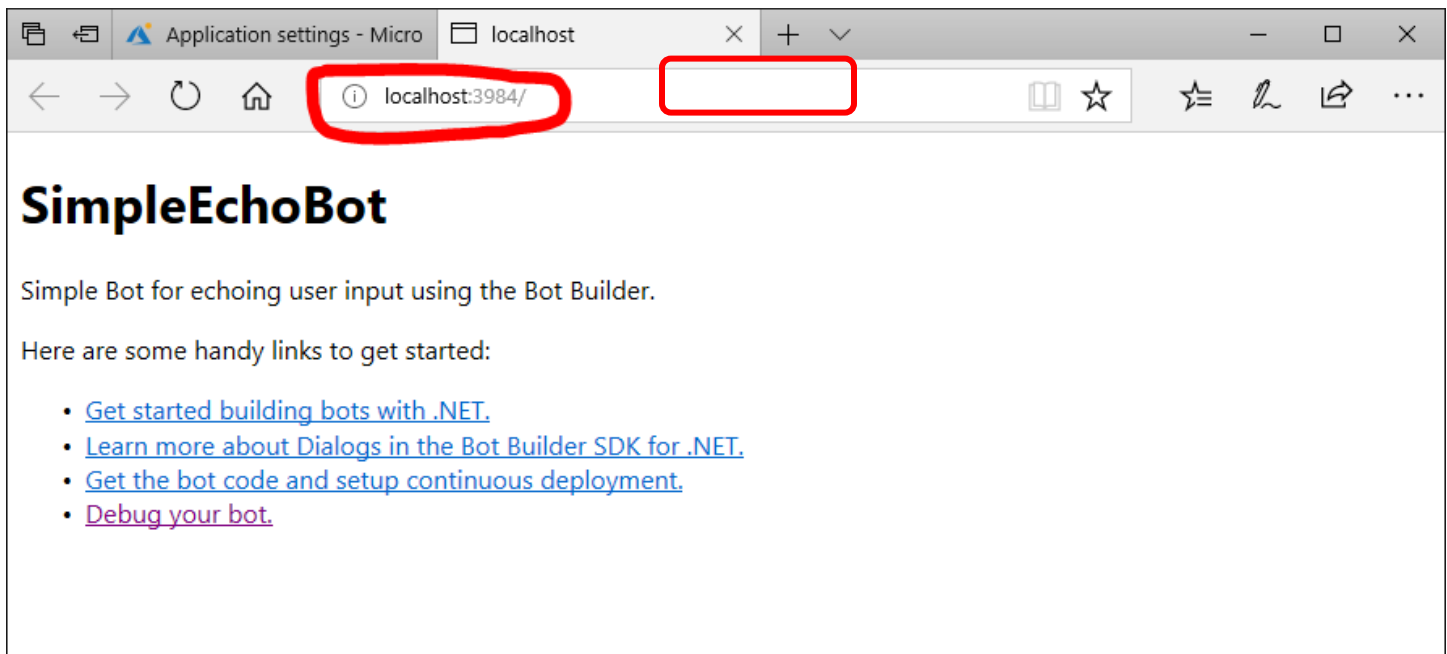 Application settings - Micro
localhost
localhost:3984/
SimpleEchoBot
Simple Bot for echoing user input using the Bot Builder.
Here are some handy links to get started:
• Get started building bots with .NET.
• Learn more about Dialogs in the Bot Builder SDK for .NET.
• Get the bot code and setup continuous deployment.
• Debug your bot.